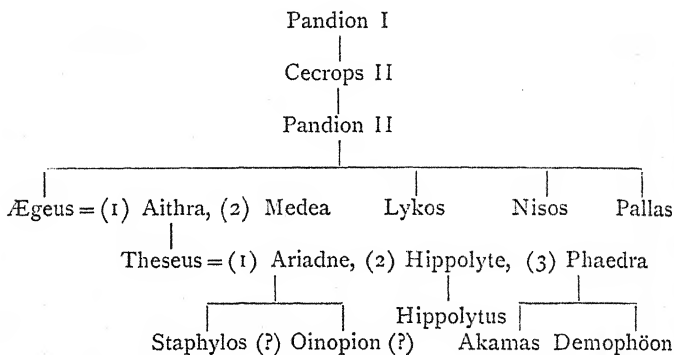 Pandion I
Cecrops II
Pandion II
Ægeus = (1) Aithra, (2) Medea Lykos Nisos Pallas
Theseus = (1) Ariadne, (2) Hippolyte, (3) Phaedra
Hippolytus
Staphylos (?) Oinopion (?) Akamas Demophöon